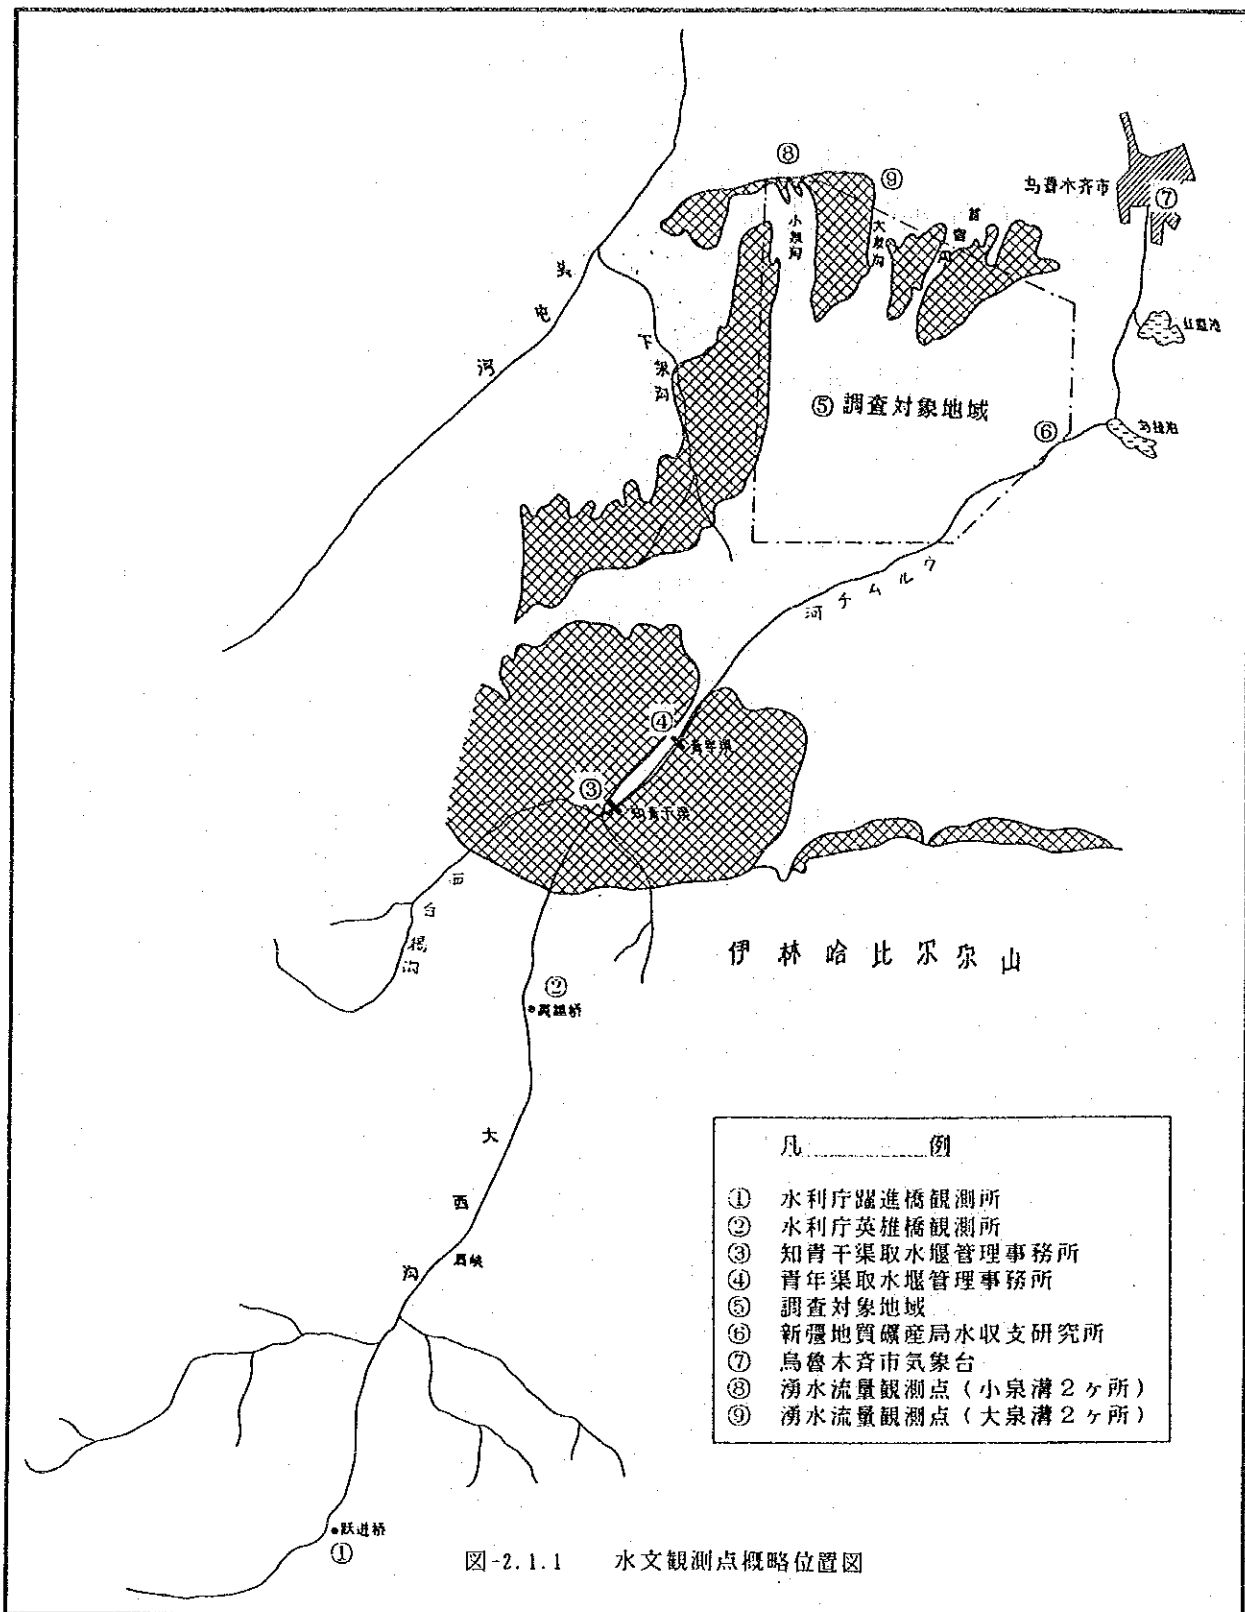 ⑧
⑨
⑦
烏魯木斉市
小泉沟
大泉沟
头屯河
下泉沟
⑤ 調査対象地域
⑥
乌拉泊
ウルムチ河
④
青年渠
③
知青干渠
伊林哈比尔尕山
②
英雄桥
大西沟
凡 例
① 水利庁躍進橋観測所
② 水利庁英雄橋観測所
③ 知青干渠取水堰管理事務所
④ 青年渠取水堰管理事務所
⑤ 調査対象地域
⑥ 新彊地質礦産局水収支研究所
⑦ 烏魯木斉市気象台
⑧ 湧水流量観測点（小泉溝2ヶ所）
⑨ 湧水流量観測点（大泉溝2ヶ所）
跃进桥
①
図-2.1.1 水文観測点概略位置図